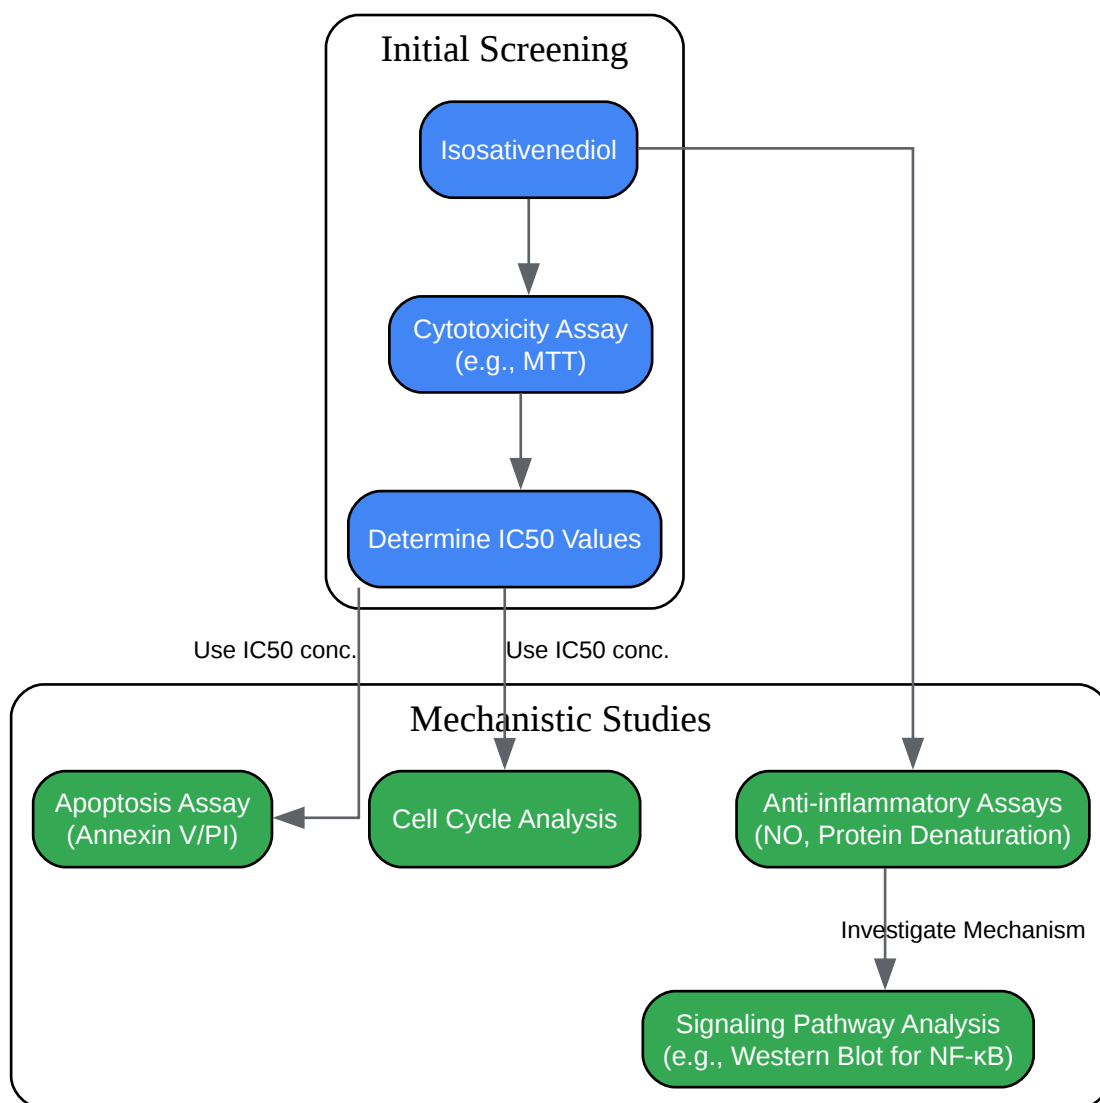 Initial Screening
Isosativenediol
Cytotoxicity Assay
(e.g., MTT)
Determine IC50 Values
Use IC50 conc.
Use IC50 conc.
Mechanistic Studies
Apoptosis Assay
(Annexin V/PI)
Cell Cycle Analysis
Anti-inflammatory Assays
(NO, Protein Denaturation)
Investigate Mechanism
Signaling Pathway Analysis
(e.g., Western Blot for NF-κB)